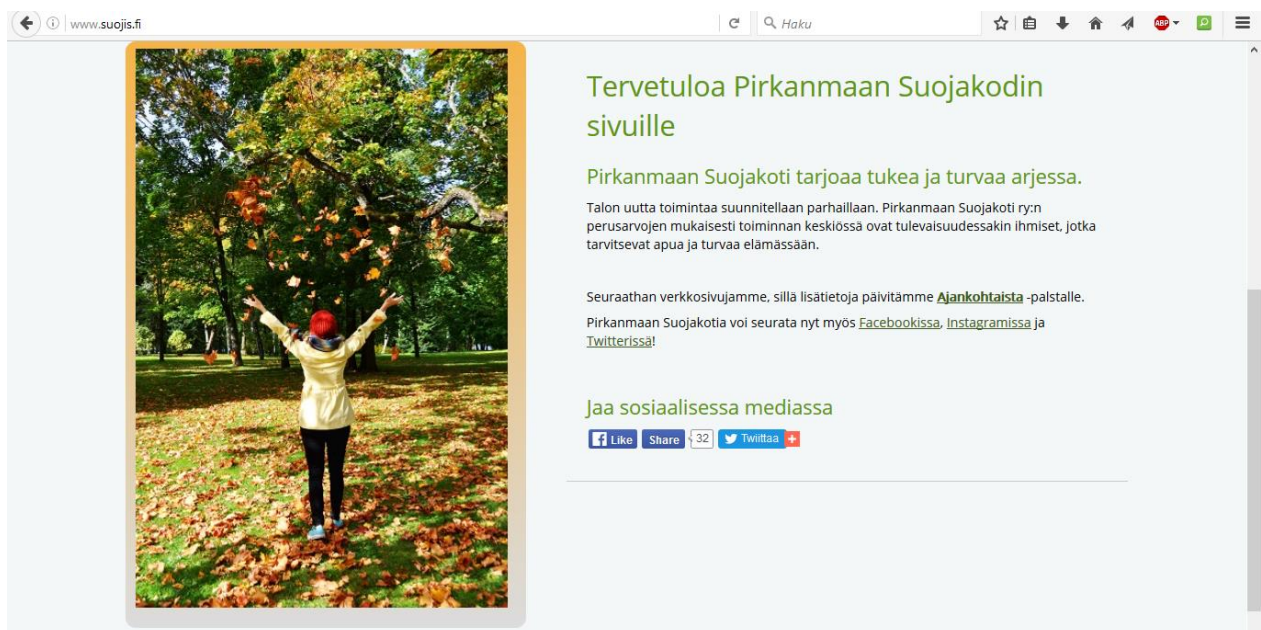 www.suojis.fi
Haku
ABP
Tervetuloa Pirkanmaan Suojakodin
sivuille
Pirkanmaan Suojakoti tarjoaa tukea ja turvaa arjessa.
Talon uutta toimintaa suunnitellaan parhaillaan. Pirkanmaan Suojakoti ry:n
perusarvojen mukaisesti toiminnan keskiössä ovat tulevaisuudessakin ihmiset, jotka
tarvitsevat apua ja turvaa elämässään.
Seuraathan verkkosivujamme, sillä lisätietoja päivitämme Ajankohtaista -palstalle.
Pirkanmaan Suojakotia voi seurata nyt myös Facebookissa, Instagramissa ja
Twitterissä!
Jaa sosiaalisessa mediassa
Like Share 32 Twiittaa